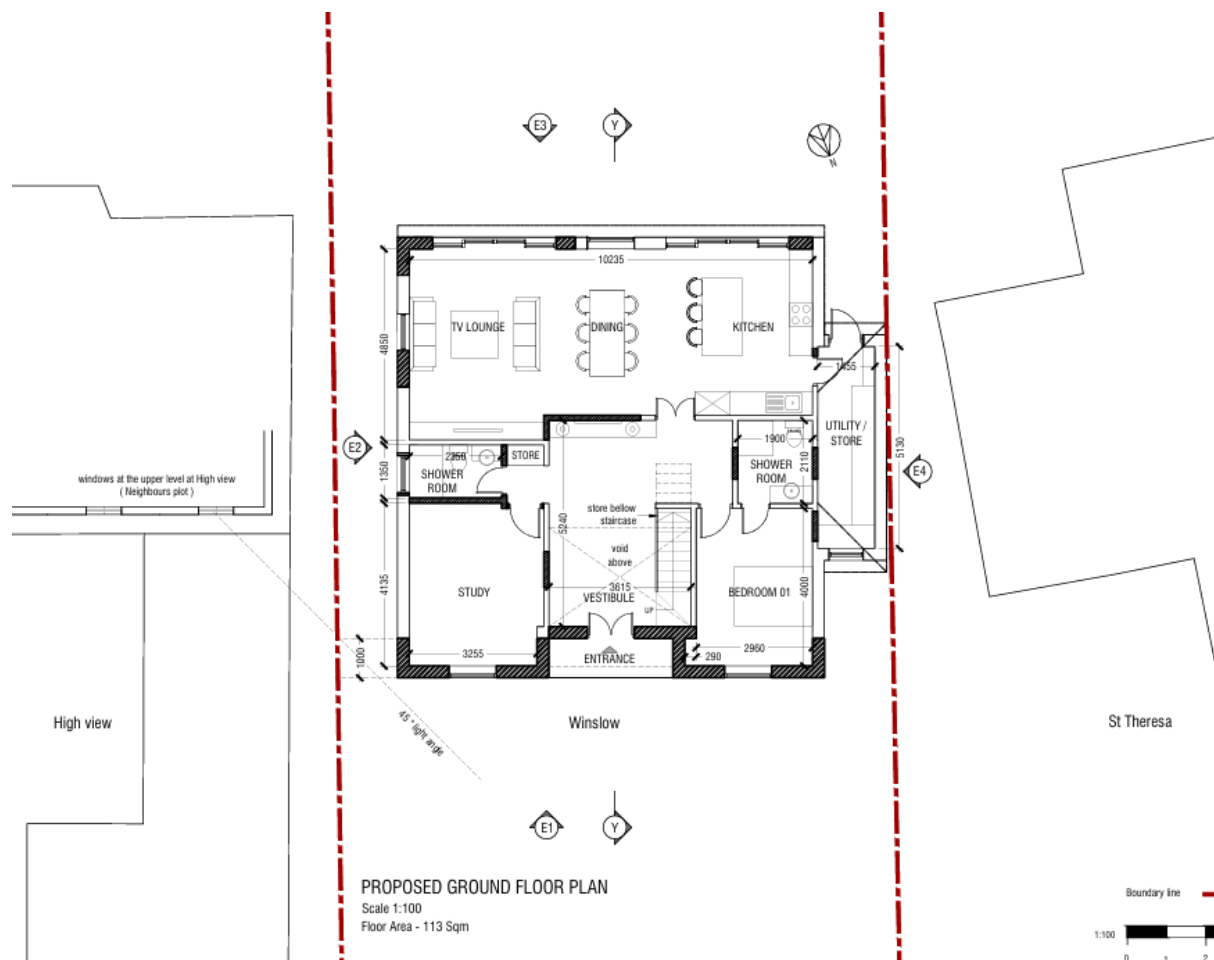 E3
Y
N
10235
TV LOUNGE
DINING
KITCHEN
4850
1455
UTILITY /
STORE
5130
E2
E4
1350
2350
STORE
SHOWER
ROOM
1900
2110
SHOWER
ROOM
windows at the upper level at High view
( Neighbours plot )
store bellow
staircase
5240
void
above
4135
STUDY
3615
VESTIBULE
UP
BEDROOM 01
4000
1000
3255
ENTRANCE
290
2960
High view
45 ° light angle
Winslow
St Theresa
E1
Y
PROPOSED GROUND FLOOR PLAN
Scale 1:100
Floor Area - 113 Sqm
Boundary line
1:100
0 1 2